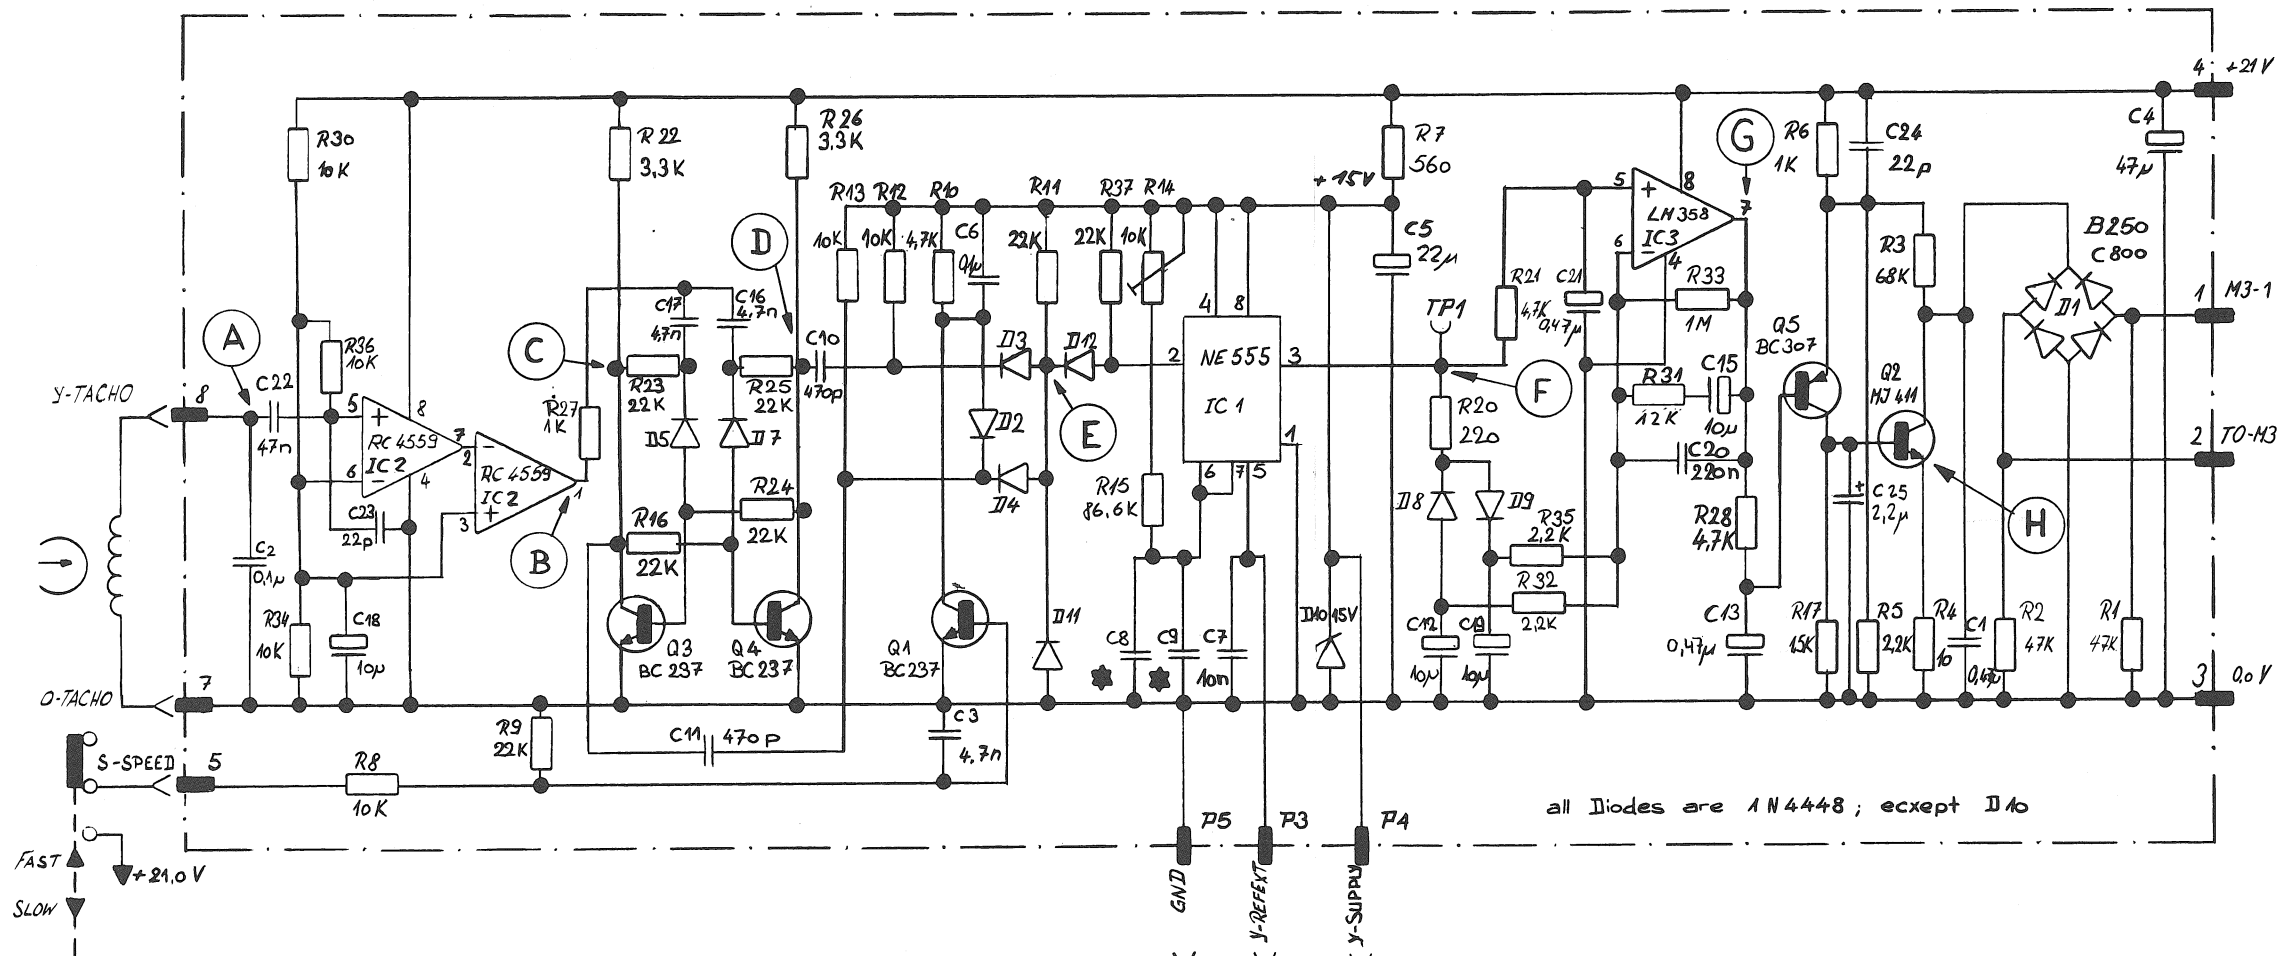 4 +21V
R30
10K
R22
3,3K
R26
3,3K
R7
560
G
R6
1K
C24
22p
C4
47µ
+15V
R13
10K
R12
10K
R10
4,7K
C6
0,1µ
R11
22K
R37
22K
R14
10K
C5
22µ
5 + 8
LM358
7
IC3
6 − 4
R3
68K
B250
C800
D1
1 M3-1
D
C17
4,7n
C16
4,7n
C10
470p
R21
4,7K
C21
0,47µ
R33
1M
TP1
Q5
BC307
A
C
R36
10K
D3
D12
2
4 8
NE555
3
IC1
1
6 7 5
F
R31
12K
C15
10µ
Q2
MJ411
Y-TACHO
8
C22
47n
5 + 8
RC4559
7
IC2
6 − 4
2 −
RC4559
IC2
1
3 +
R27
1K
R23
22K
R25
22K
D5
D7
D2
E
R20
220
C20
220n
2 TO-M3
C23
22p
B
R24
22K
D4
R15
86,6K
D8
D9
R35
2,2K
R28
4,7K
C25
+
2,2µ
H
C2
0,1µ
R16
22K
R32
2,2K
R34
10K
C18
10µ
Q3
BC237
Q4
BC237
Q1
BC237
D11
C8
C9
C7
10n
D10 15V
C12
10µ
C19
10µ
C13
0,47µ
R17
15K
R5
2,2K
R4
10
C1
0,47µ
R2
47K
R1
47K
0-TACHO
7
3 0,0V
R9
22K
C11 470p
C3
4,7n
S-SPEED 5
R8
10K
all Diodes are 1N4448; ecxept D10
P5
P3
P4
FAST
+21,0V
SLOW
GND
Y-REFEXT
Y-SUPPLY